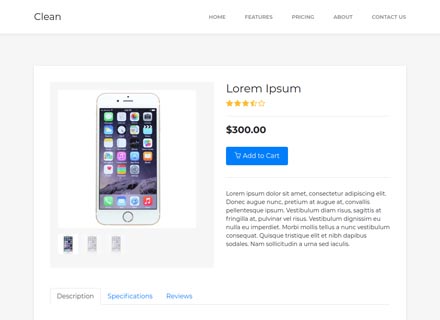 Clean
HOME FEATURES PRICING ABOUT CONTACT US
Lorem Ipsum
$300.00
Add to Cart
Lorem ipsum dolor sit amet, consectetur adipiscing elit.
Donec augue nunc, pretium at augue at, convallis
pellentesque ipsum. Vestibulum diam risus, sagittis at
fringilla at, pulvinar vel risus. Vestibulum dignissim eu
nulla eu imperdiet. Morbi mollis tellus a nunc vestibulum
consequat. Quisque tristique elit et nibh dapibus
sodales. Nam sollicitudin a urna sed iaculis.
Description Specifications Reviews